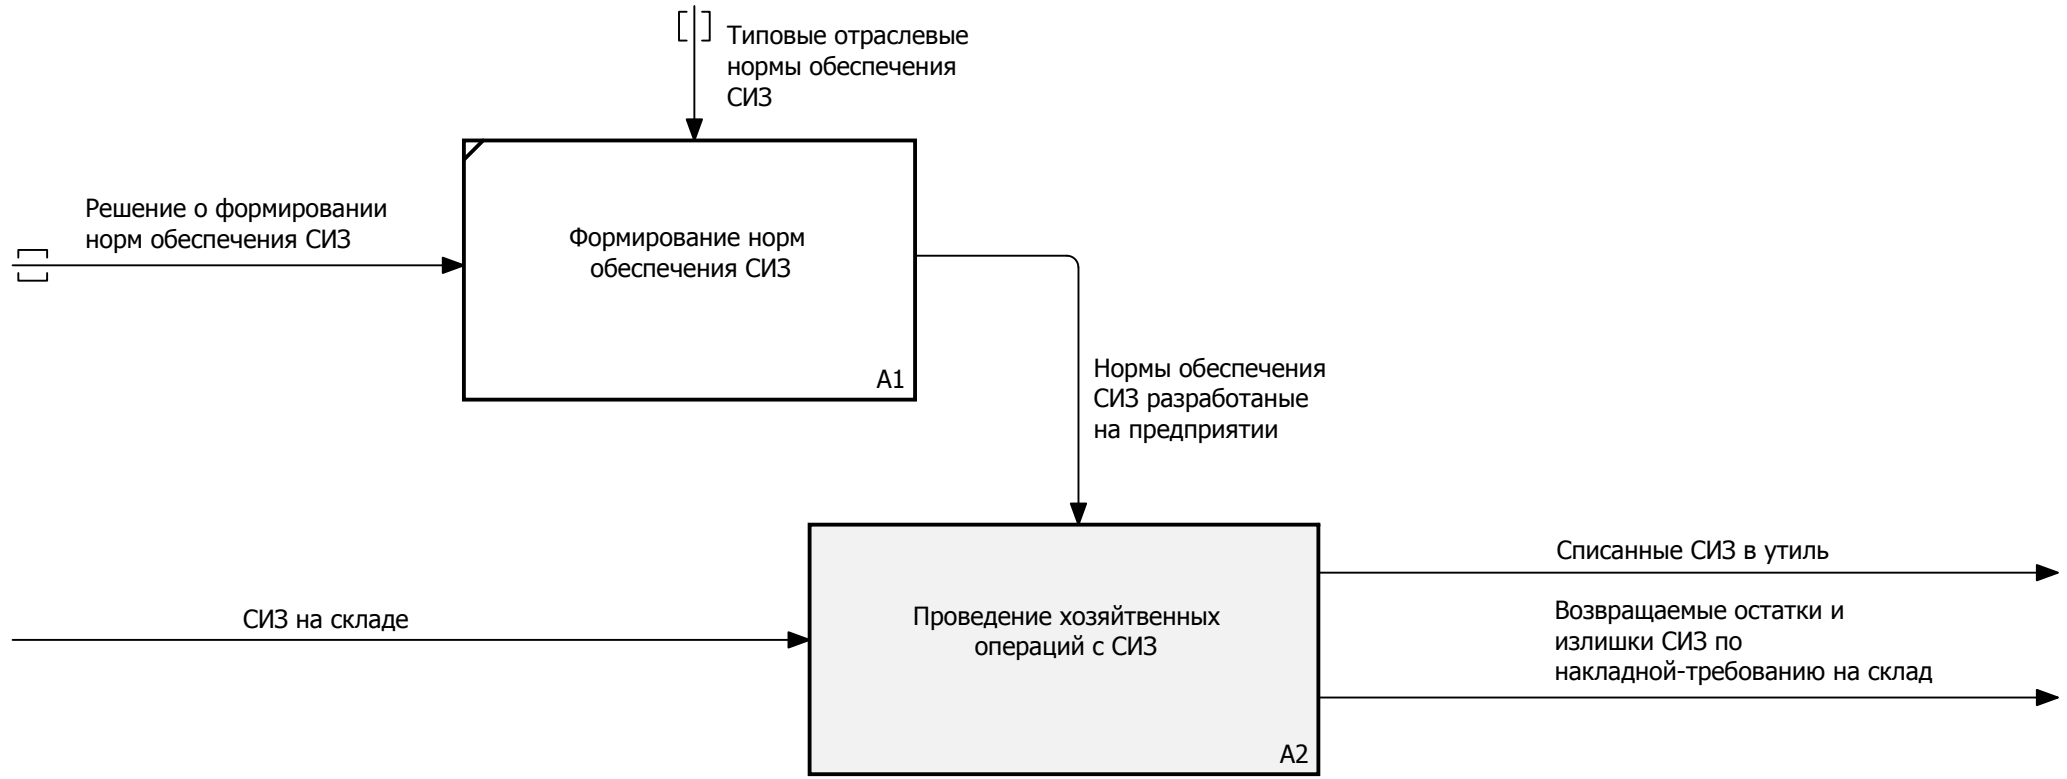 Типовые отраслевые
нормы обеспечения
СИЗ
Решение о формировании
норм обеспечения СИЗ
Формирование норм
обеспечения СИЗ
A1
Нормы обеспечения
СИЗ разработаные
на предприятии
СИЗ на складе
Проведение хозяйтвенных
операций с СИЗ
A2
Списанные СИЗ в утиль
Возвращаемые остатки и
излишки СИЗ по
накладной-требованию на склад